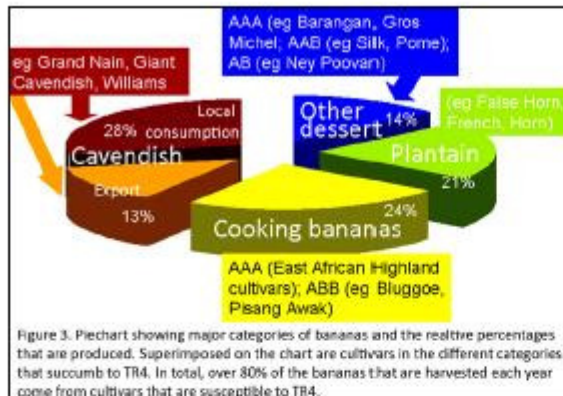 AAA (eg Barangan, Gros
Michel; AAB (eg Silk, Pome);
AB (eg Ney Poovan)
eg Grand Nain, Giant
Cavendish, Williams
(eg False Horn,
French, Horn)
Local
28% consumption
Cavendish
Export
13%
Other
dessert 14%
Plantain
21%
24%
Cooking bananas
AAA (East African Highland
cultivars); ABB (eg Bluggoe,
Pisang Awak)
Figure 3. Piechart showing major categories of bananas and the realtive percentages
that are produced. Superimposed on the chart are cultivars in the different categories
that succumb to TR4. In total, over 80% of the bananas that are harvested each year
come from cultivars that are susceptible to TR4.